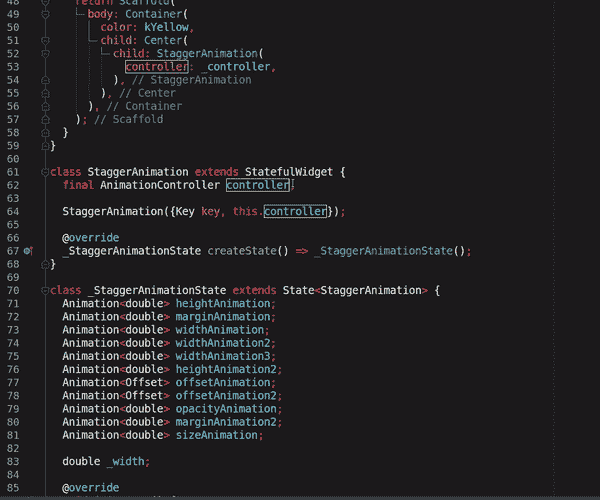 48 return Scaffold(
49 body: Container(
50 color: kYellow,
51 child: Center(
52 child: StaggerAnimation(
53 controller: _controller,
54 ), // StaggerAnimation
55 ), // Center
56 ), // Container
57 ); // Scaffold
58 }
59 }
60
61 class StaggerAnimation extends StatefulWidget {
62 final AnimationController controller;
63
64 StaggerAnimation({Key key, this.controller});
65
66 @override
67 _StaggerAnimationState createState() => _StaggerAnimationState();
68 }
69
70 class _StaggerAnimationState extends State<StaggerAnimation> {
71 Animation<double> heightAnimation;
72 Animation<double> marginAnimation;
73 Animation<double> widthAnimation;
74 Animation<double> widthAnimation2;
75 Animation<double> widthAnimation3;
76 Animation<double> heightAnimation2;
77 Animation<Offset> offsetAnimation;
78 Animation<Offset> offsetAnimation2;
79 Animation<double> opacityAnimation;
80 Animation<double> marginAnimation2;
81 Animation<double> sizeAnimation;
82
83 double _width;
84
85 @override